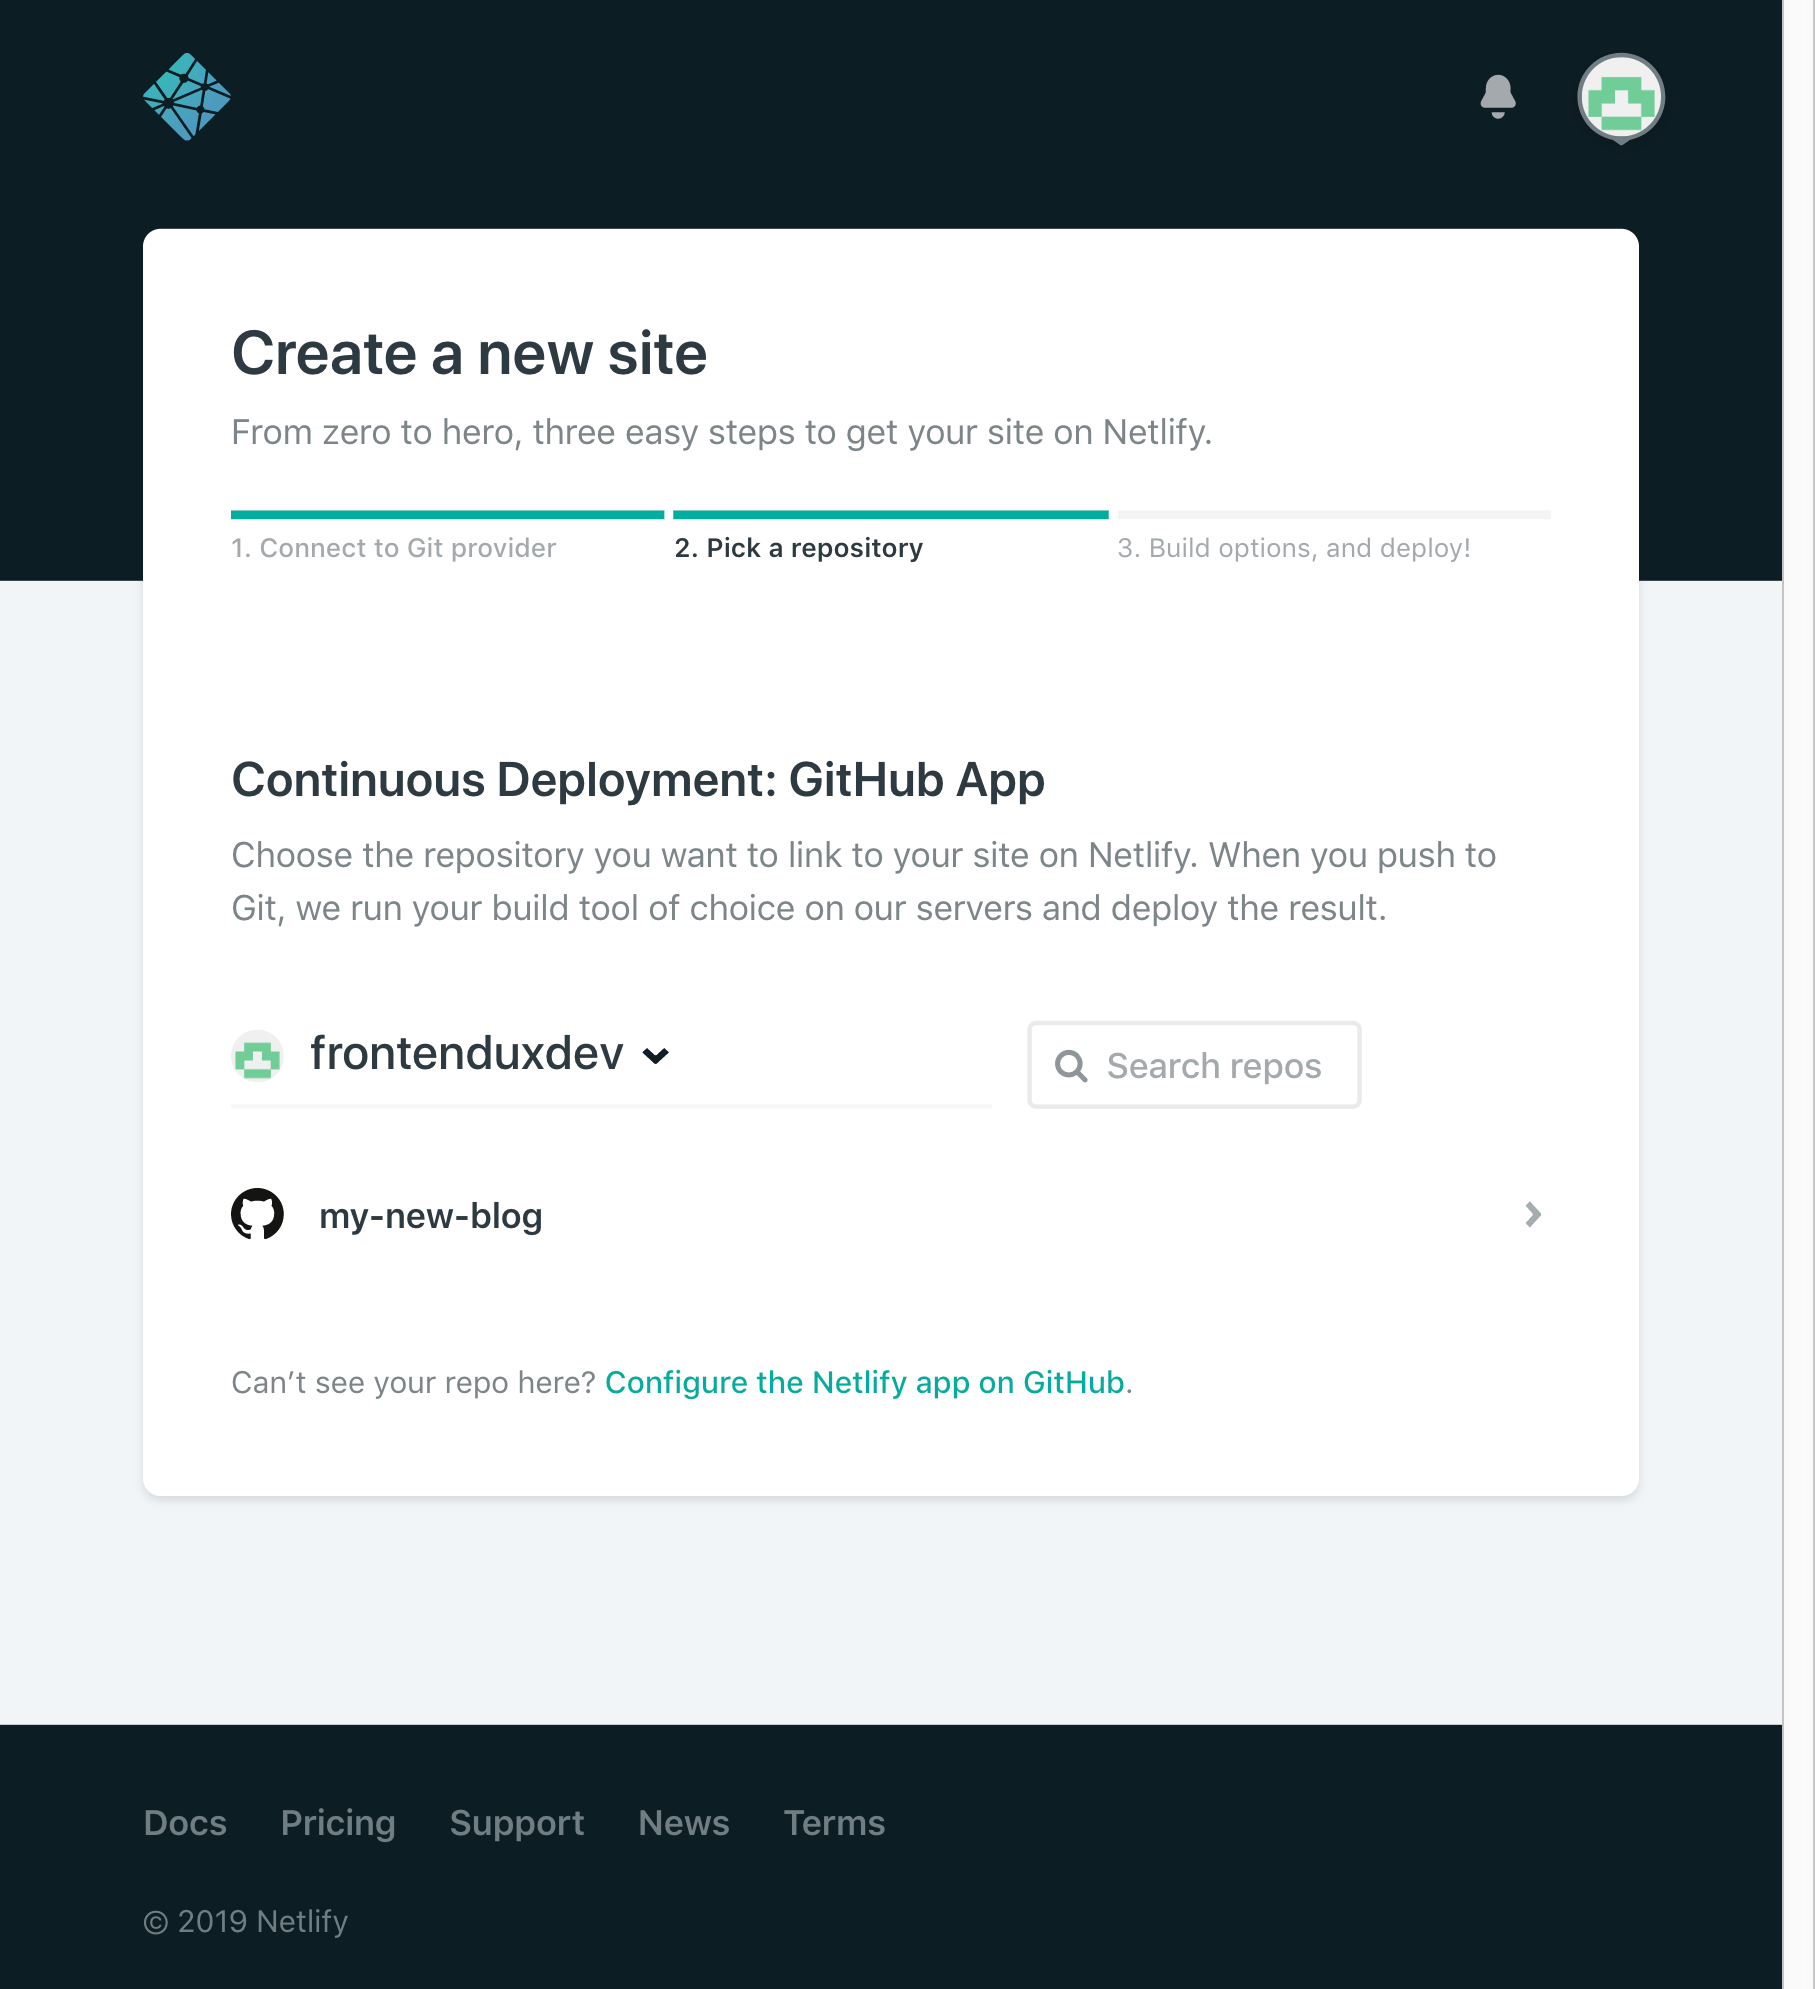 Create a new site
From zero to hero, three easy steps to get your site on Netlify.
1. Connect to Git provider
2. Pick a repository
3. Build options, and deploy!
Continuous Deployment: GitHub App
Choose the repository you want to link to your site on Netlify. When you push to
Git, we run your build tool of choice on our servers and deploy the result.
frontenduxdev
Search repos
my-new-blog
Can’t see your repo here? Configure the Netlify app on GitHub.
Docs Pricing Support News Terms
© 2019 Netlify